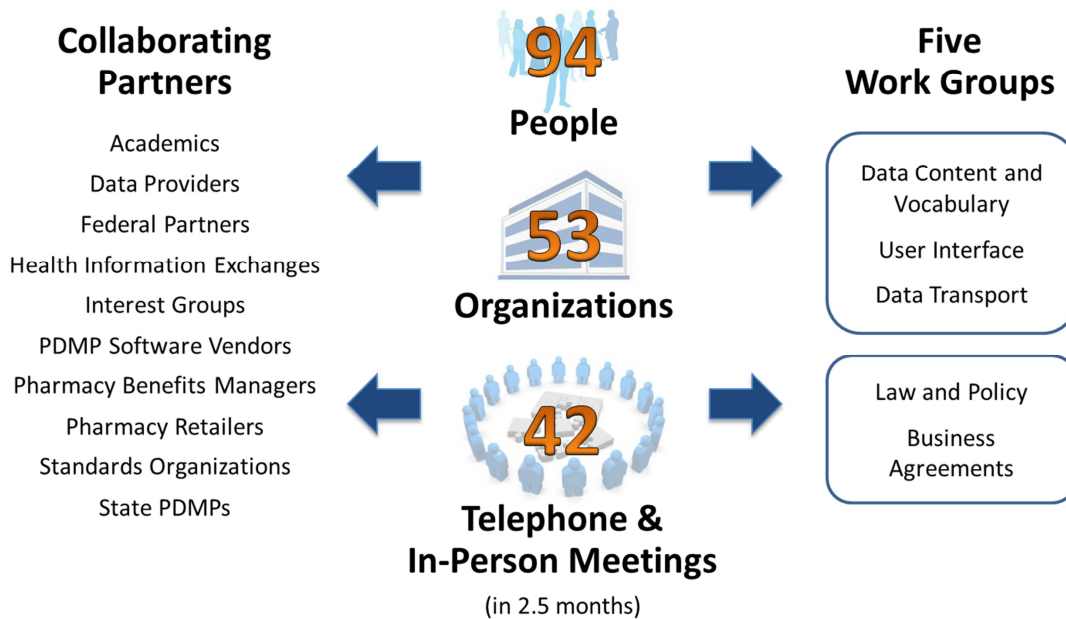 Collaborating
Partners
Academics
Data Providers
Federal Partners
Health Information Exchanges
Interest Groups
PDMP Software Vendors
Pharmacy Benefits Managers
Pharmacy Retailers
Standards Organizations
State PDMPs
94
People
53
Organizations
42
Telephone &
In-Person Meetings
(in 2.5 months)
Five
Work Groups
Data Content and
Vocabulary
User Interface
Data Transport
Law and Policy
Business
Agreements